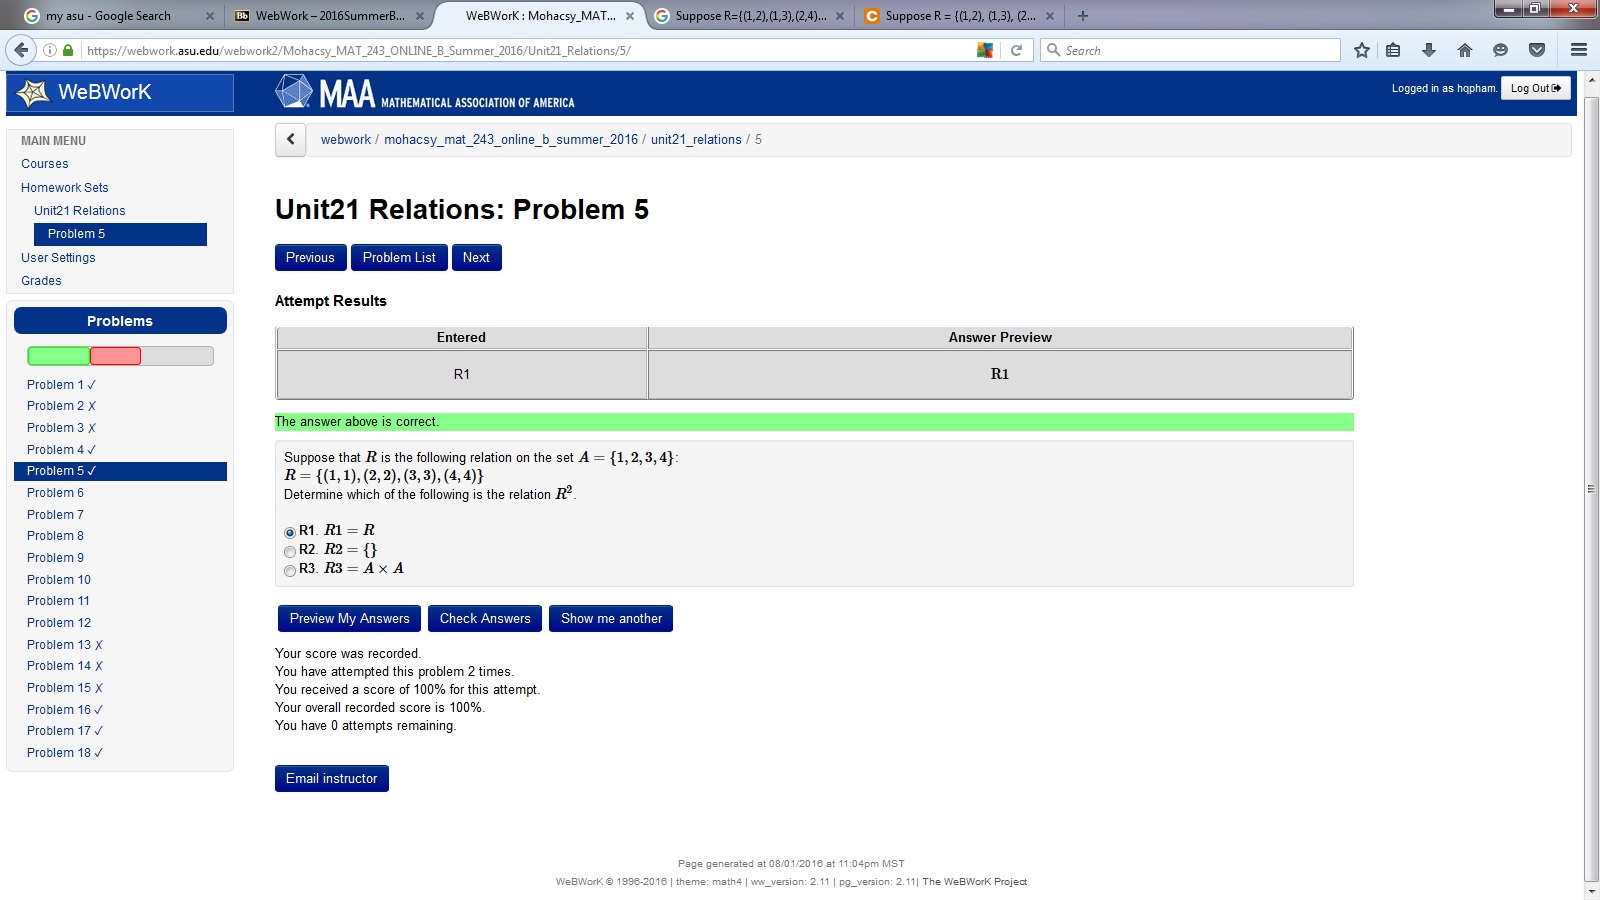 my asu - Google Search
WebWork – 2016SummerB...
WeBWorK : Mohacsy_MAT...
Suppose R={(1,2),(1,3),(2,4)...
Suppose R = {(1,2), (1,3), (2...
https://webwork.asu.edu/webwork2/Mohacsy_MAT_243_ONLINE_B_Summer_2016/Unit21_Relations/5/
Search
WeBWorK
MAA MATHEMATICAL ASSOCIATION OF AMERICA
Logged in as hqpham.
Log Out
MAIN MENU
Courses
Homework Sets
Unit21 Relations
Problem 5
User Settings
Grades
Problems
Problem 1 ✓
Problem 2 ✗
Problem 3 ✗
Problem 4 ✓
Problem 5 ✓
Problem 6
Problem 7
Problem 8
Problem 9
Problem 10
Problem 11
Problem 12
Problem 13 ✗
Problem 14 ✗
Problem 15 ✗
Problem 16 ✓
Problem 17 ✓
Problem 18 ✓
webwork / mohacsy_mat_243_online_b_summer_2016 / unit21_relations / 5
Unit21 Relations: Problem 5
Previous
Problem List
Next
Attempt Results
Entered
Answer Preview
R1
R1
The answer above is correct.
Suppose that R is the following relation on the set A = {1, 2, 3, 4}:
R = {(1, 1), (2, 2), (3, 3), (4, 4)}
Determine which of the following is the relation R².
R1. R1 = R
R2. R2 = {}
R3. R3 = A × A
Preview My Answers
Check Answers
Show me another
Your score was recorded.
You have attempted this problem 2 times.
You received a score of 100% for this attempt.
Your overall recorded score is 100%.
You have 0 attempts remaining.
Email instructor
Page generated at 08/01/2016 at 11:04pm MST
WeBWorK © 1996-2016 | theme: math4 | ww_version: 2.11 | pg_version: 2.11| The WeBWorK Project